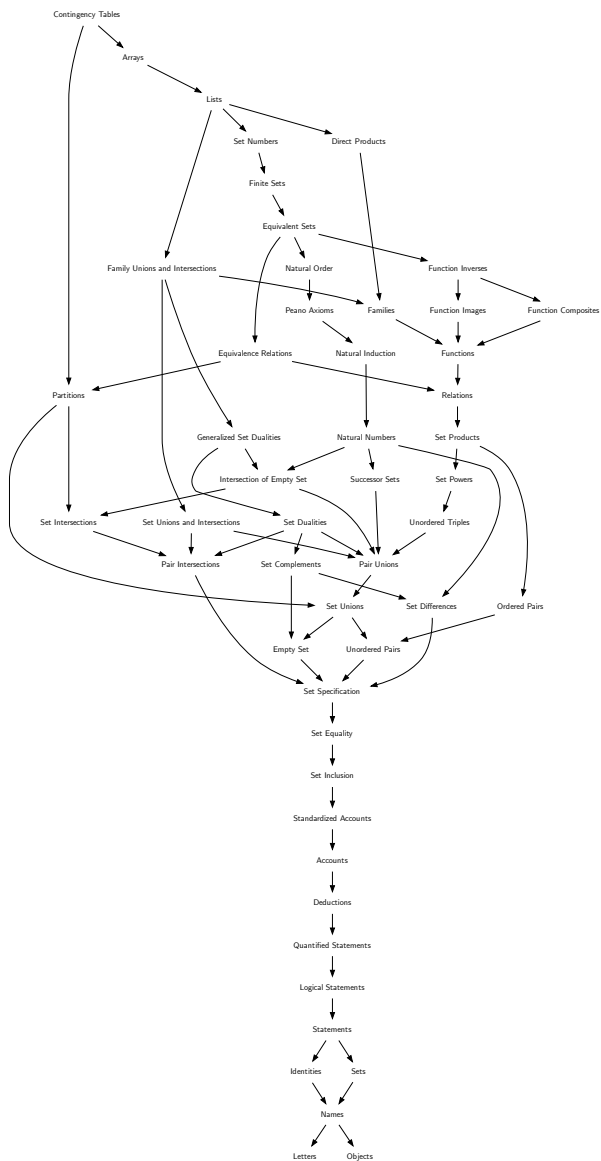 Contingency Tables
Arrays
Lists
Set Numbers
Direct Products
Finite Sets
Equivalent Sets
Family Unions and Intersections
Natural Order
Function Inverses
Peano Axioms
Families
Function Images
Function Composites
Equivalence Relations
Natural Induction
Functions
Partitions
Relations
Generalized Set Dualities
Natural Numbers
Set Products
Intersection of Empty Set
Successor Sets
Set Powers
Set Intersections
Set Unions and Intersections
Set Dualities
Unordered Triples
Pair Intersections
Set Complements
Pair Unions
Set Unions
Set Differences
Ordered Pairs
Empty Set
Unordered Pairs
Set Specification
Set Equality
Set Inclusion
Standardized Accounts
Accounts
Deductions
Quantified Statements
Logical Statements
Statements
Identities
Sets
Names
Letters
Objects